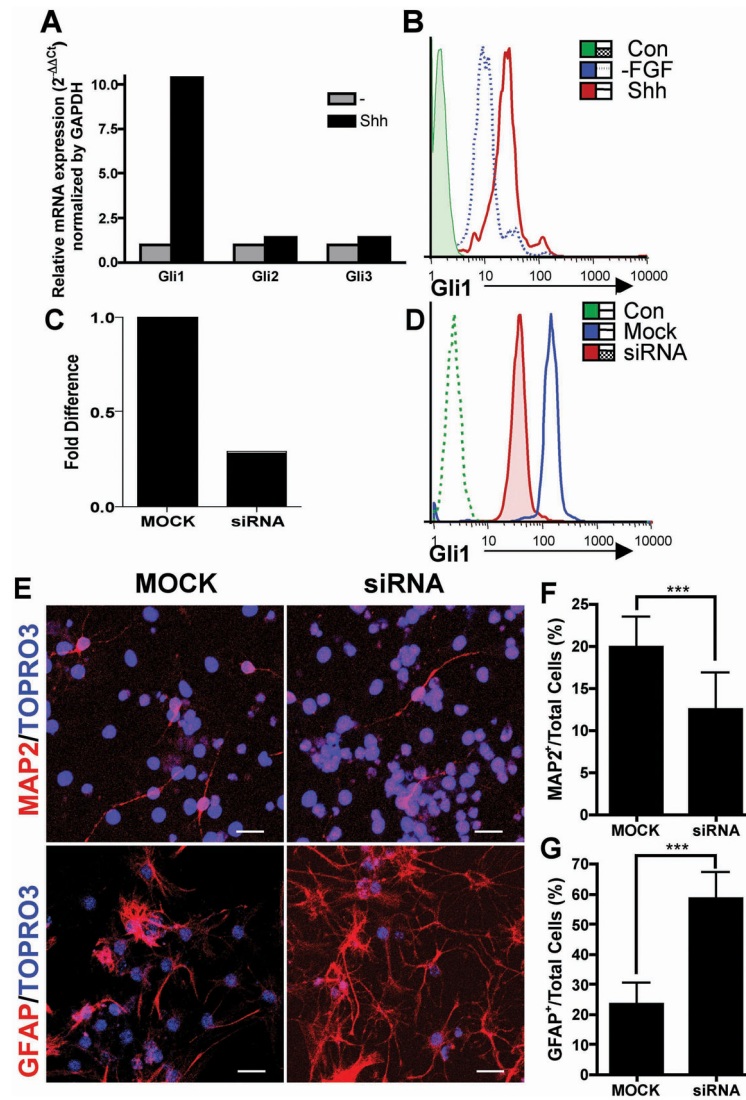 A
Relative mRNA expression (2^-ΔΔCt)
normalized by GAPDH
10.0
7.5
5.0
2.5
0.0
-
Shh
Gli1
Gli2
Gli3
B
Con
-FGF
Shh
1
10
100
1000
10000
Gli1
C
Fold Difference
1.0
0.5
0.0
MOCK
siRNA
D
Con
Mock
siRNA
1
10
100
1000
10000
Gli1
E
MOCK
siRNA
MAP2/TOPRO3
GFAP/TOPRO3
F
MAP2+/Total Cells (%)
25
20
15
10
5
0
***
MOCK
siRNA
G
GFAP+/Total Cells (%)
70
60
50
40
30
20
10
0
***
MOCK
siRNA